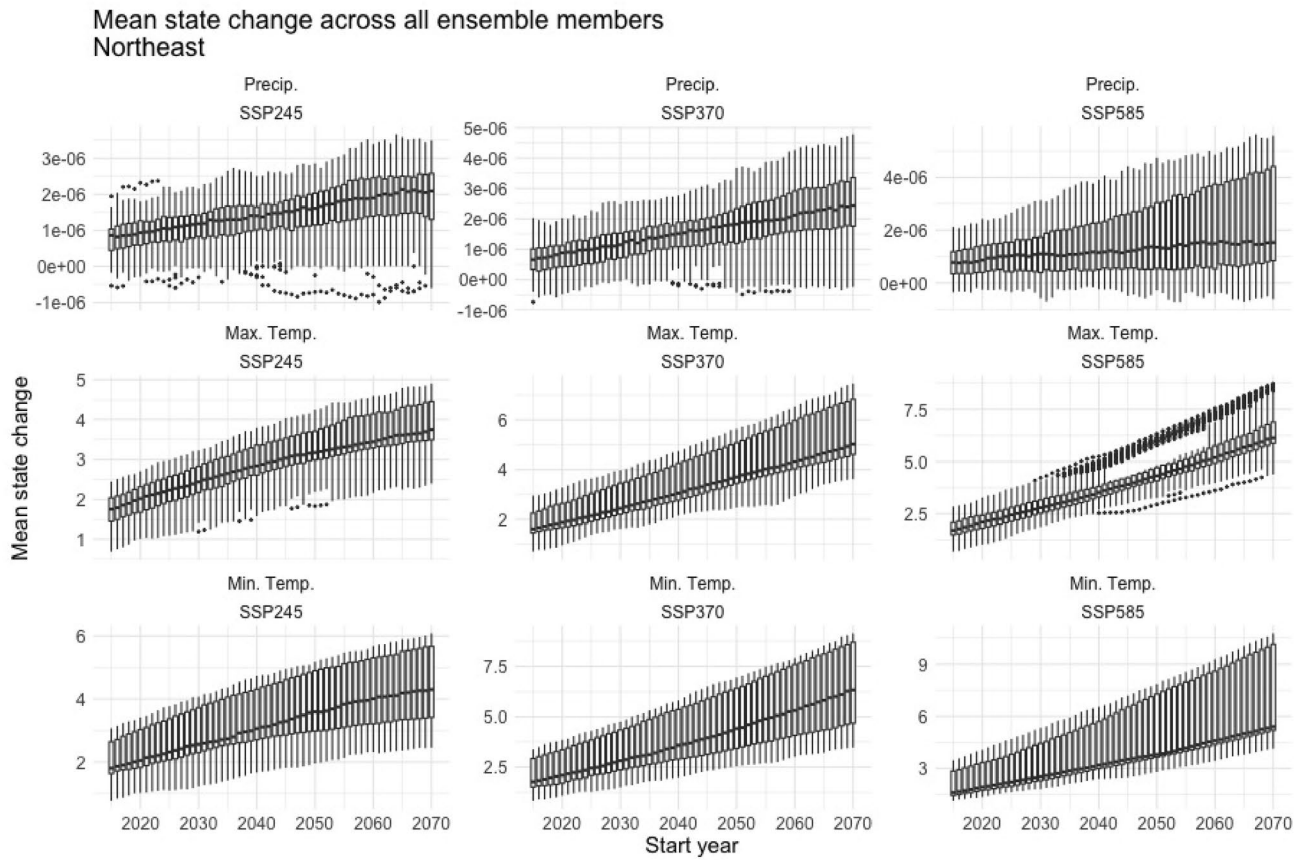 Mean state change across all ensemble members
Northeast
Precip.
SSP245
Precip.
SSP370
Precip.
SSP585
3e-06
2e-06
1e-06
0e+00
-1e-06
5e-06
4e-06
3e-06
2e-06
1e-06
0e+00
-1e-06
4e-06
2e-06
0e+00
Max. Temp.
SSP245
Max. Temp.
SSP370
Max. Temp.
SSP585
5
4
3
2
1
6
4
2
7.5
5.0
2.5
Mean state change
Min. Temp.
SSP245
Min. Temp.
SSP370
Min. Temp.
SSP585
6
4
2
7.5
5.0
2.5
9
6
3
2020 2030 2040 2050 2060 2070
2020 2030 2040 2050 2060 2070
2020 2030 2040 2050 2060 2070
Start year